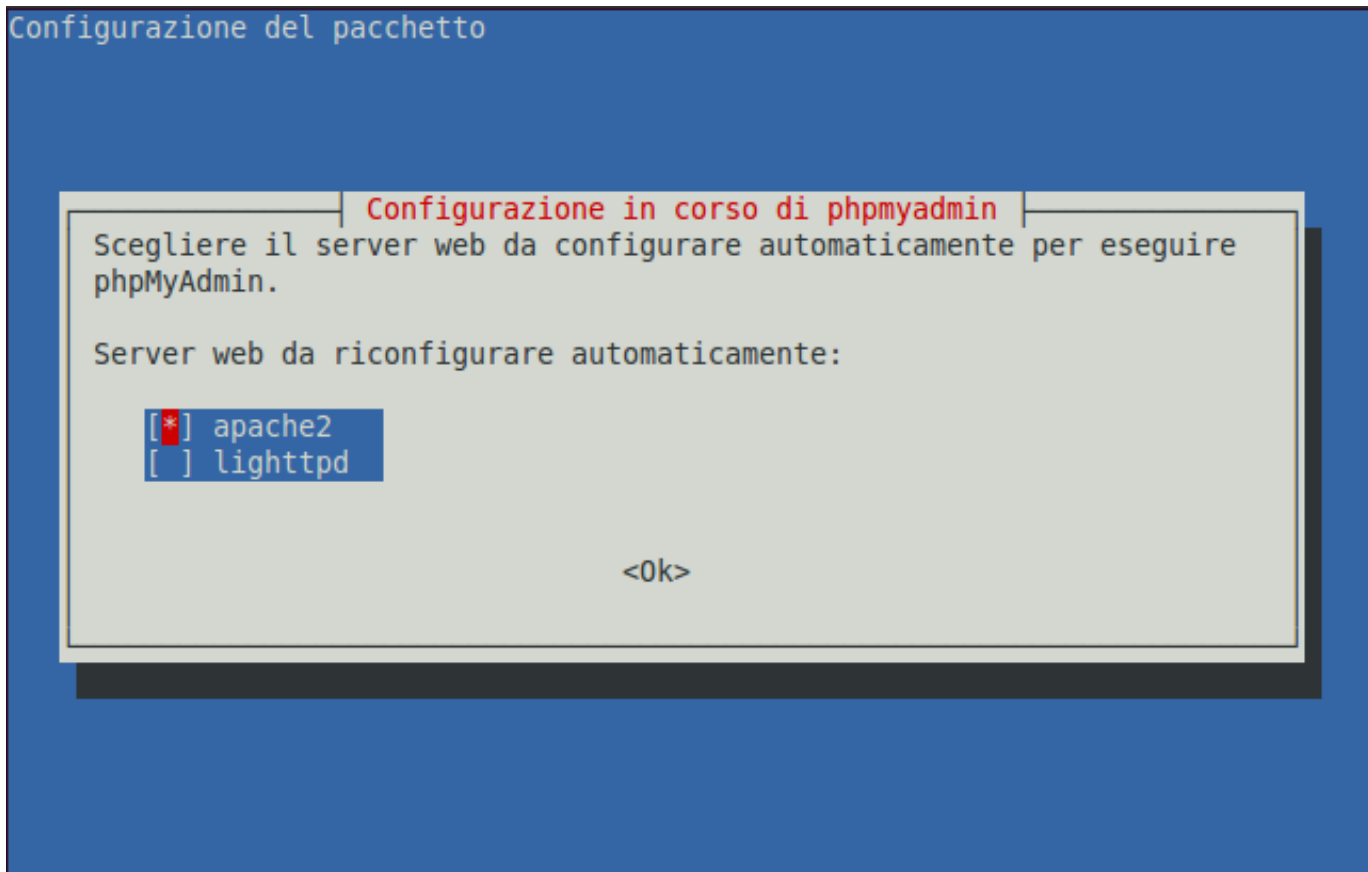 Configurazione del pacchetto
Configurazione in corso di phpmyadmin
Scegliere il server web da configurare automaticamente per eseguire
phpMyAdmin.
Server web da riconfigurare automaticamente:
[*] apache2
[ ] lighttpd
<Ok>